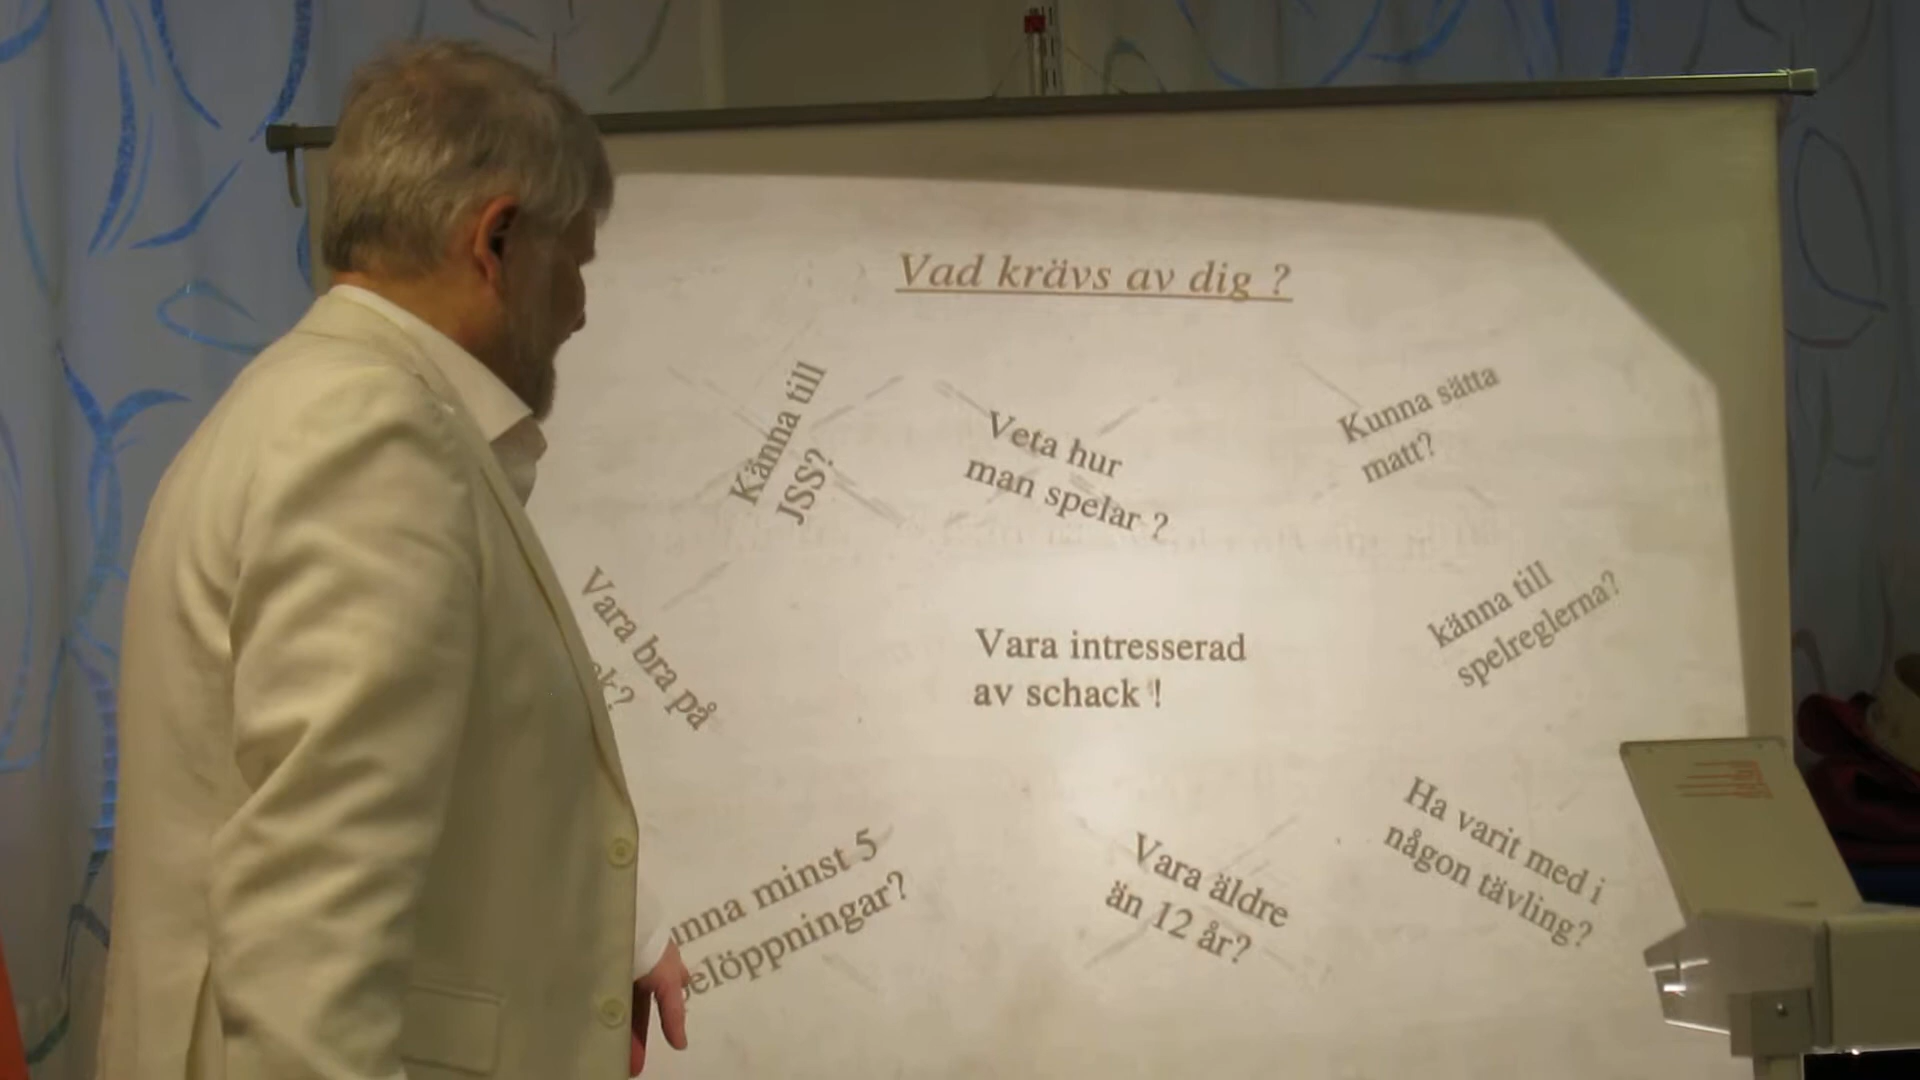 Vad krävs av dig ?
Känna till
JSS?
Veta hur
man spelar ?
Kunna sätta
matt?
Vara bra på
känna till
spelreglerna?
Vara intresserad
av schack !
minst 5
Vara äldre
än 12 år?
Ha varit med i
någon tävling?